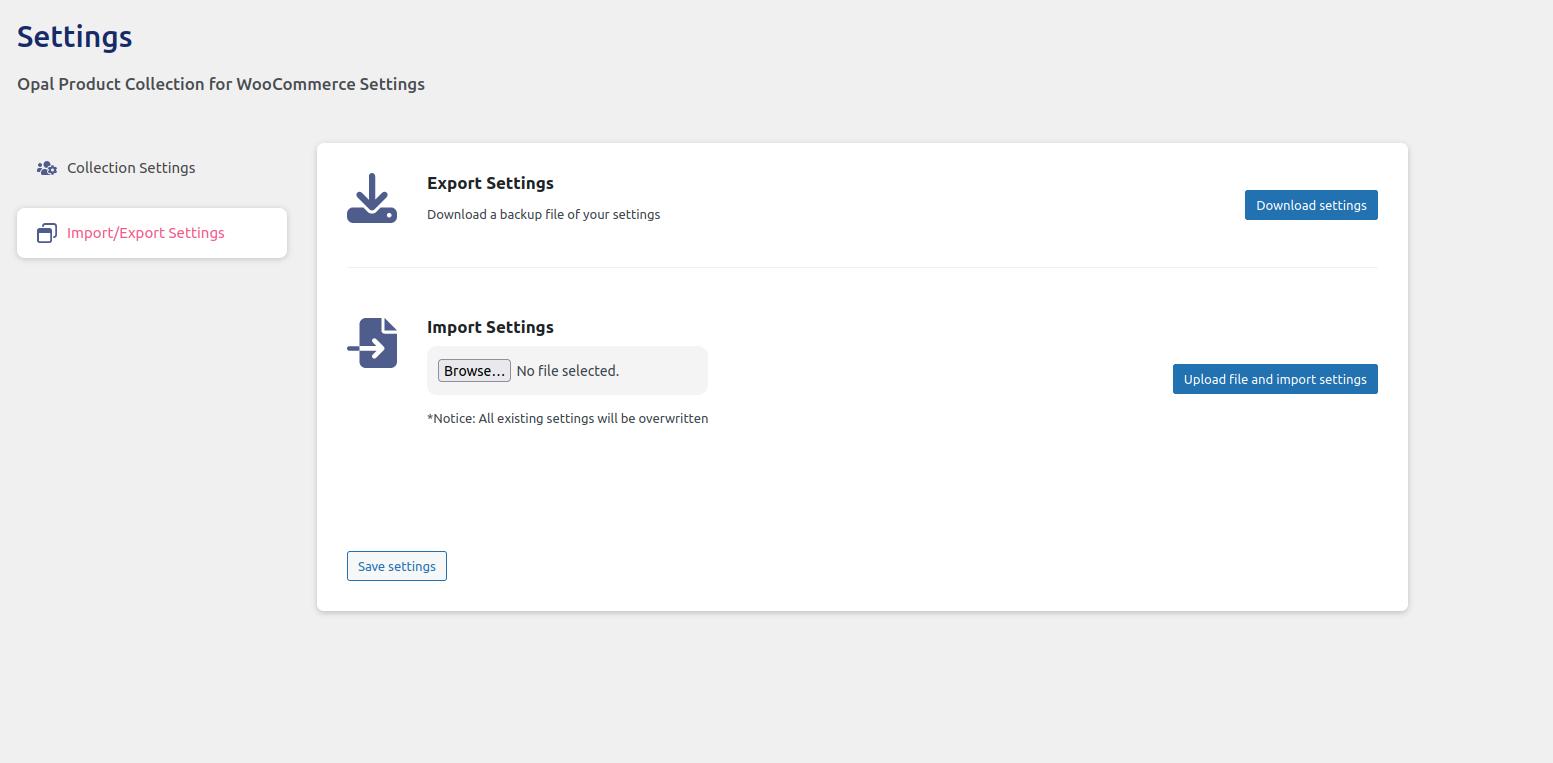 Settings
Opal Product Collection for WooCommerce Settings
Collection Settings
Import/Export Settings
Export Settings
Download a backup file of your settings
Download settings
Import Settings
Browse... No file selected.
Upload file and import settings
*Notice: All existing settings will be overwritten
Save settings